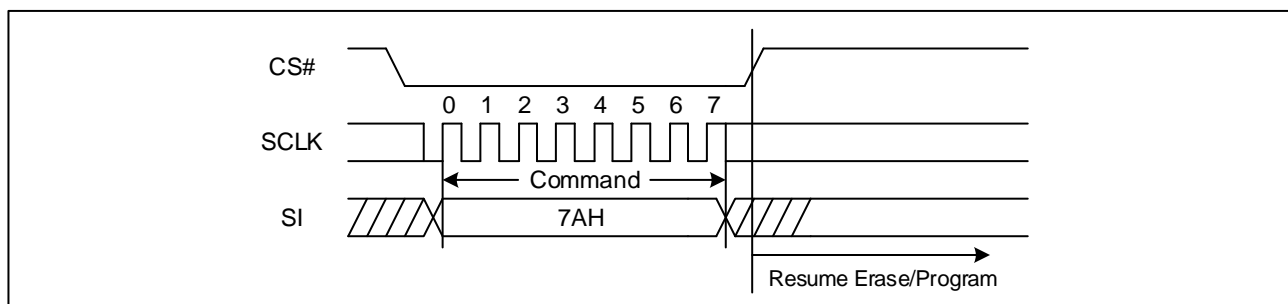 CS#
0 1 2 3 4 5 6 7
SCLK
Command
SI
7AH
Resume Erase/Program